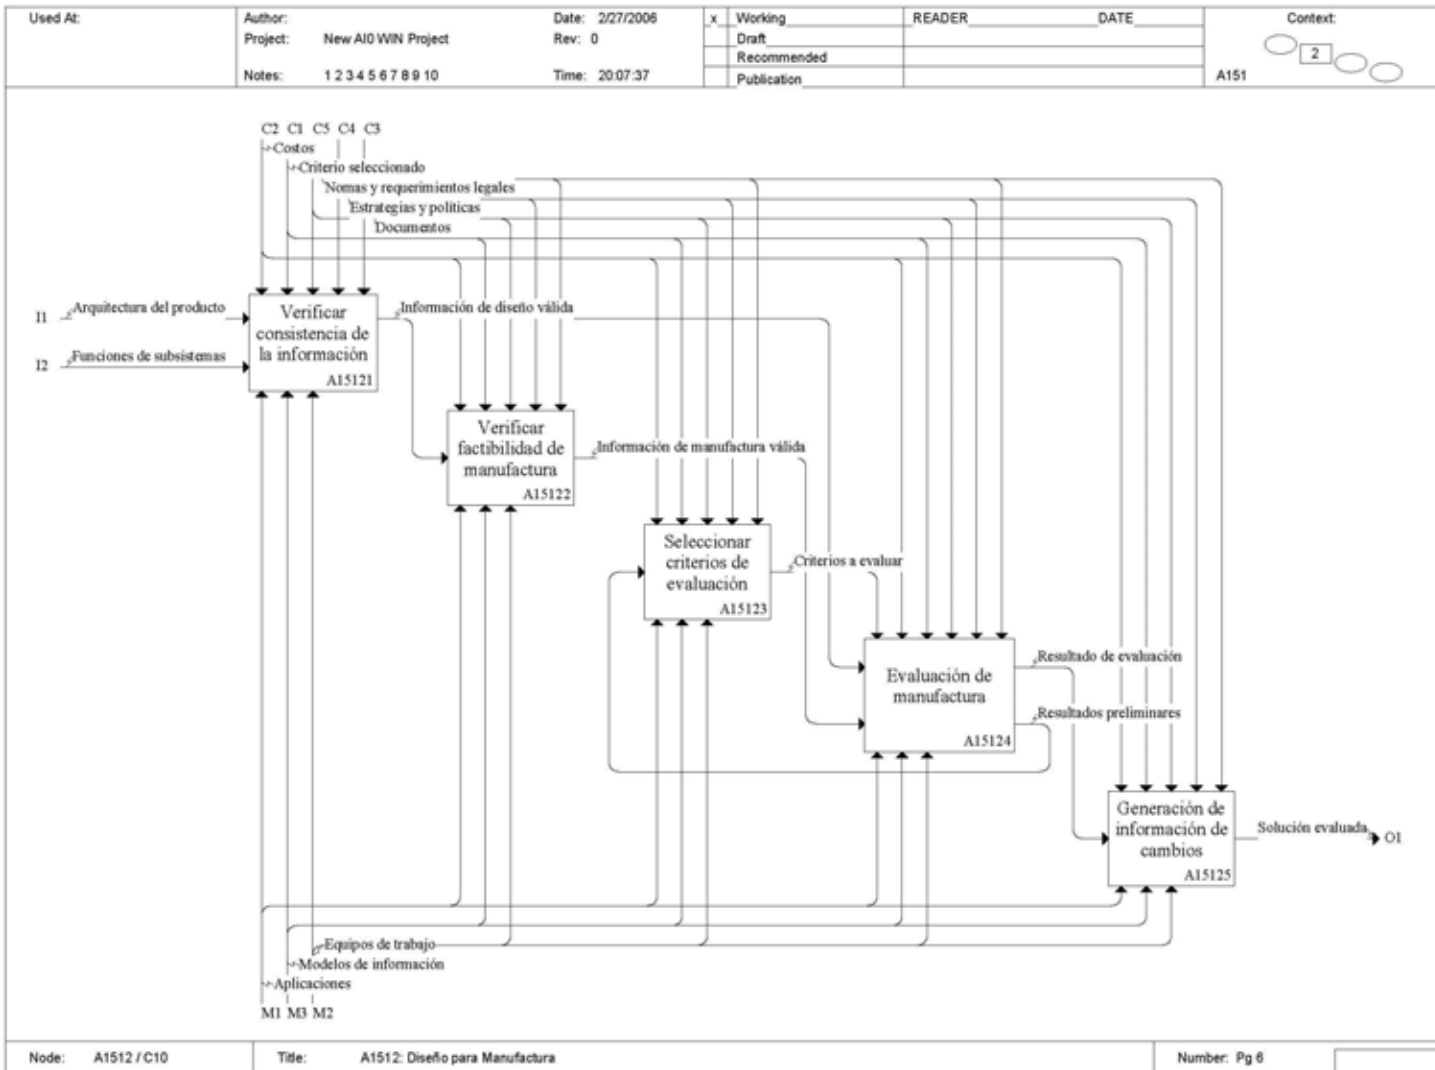 Used At:
Author:
Date: 2/27/2006
x Working
READER
DATE
Context:
Project: New AI0 WIN Project
Rev: 0
Draft
Recommended
2
Notes: 1 2 3 4 5 6 7 8 9 10
Time: 20:07:37
Publication
A151
C2 C1 C5 C4 C3
Costos
Criterio seleccionado
Nomas y requerimientos legales
Estrategias y políticas
Documentos
I1
Arquitectura del producto
I2
Funciones de subsistemas
Verificar
consistencia de
la información
A15121
Información de diseño válida
Verificar
factibilidad de
manufactura
A15122
Información de manufactura válida
Seleccionar
criterios de
evaluación
A15123
Criterios a evaluar
Evaluación de
manufactura
A15124
Resultado de evaluación
Resultados preliminares
Generación de
información de
cambios
A15125
Solución evaluada
O1
Equipos de trabajo
Modelos de información
Aplicaciones
M1 M3 M2
Node: A1512 / C10
Title: A1512: Diseño para Manufactura
Number: Pg 6